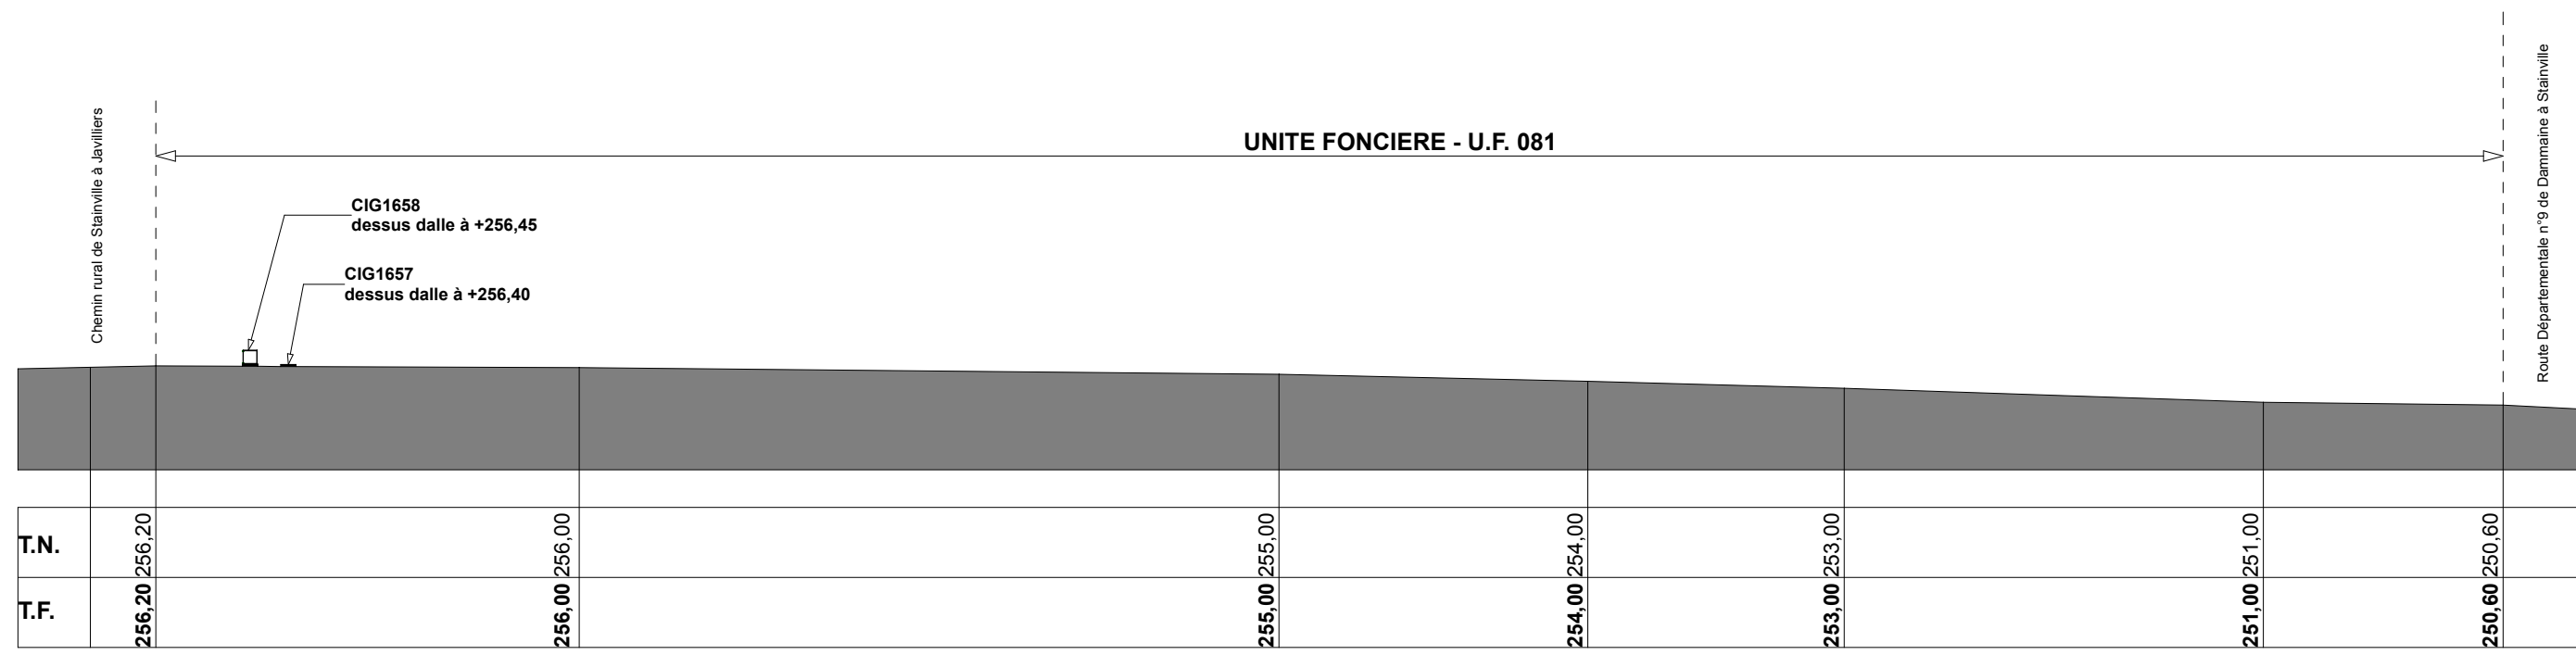 Chemin rural de Stainville à Javilliers
UNITE FONCIERE - U.F. 081
Route Départementale n°9 de Dammaine à Stainville
CIG1658
dessus dalle à +256,45
CIG1657
dessus dalle à +256,40
T.N.
256,20
256,00
255,00
254,00
253,00
251,00
250,60
T.F.
256,20
256,00
255,00
254,00
253,00
251,00
250,60